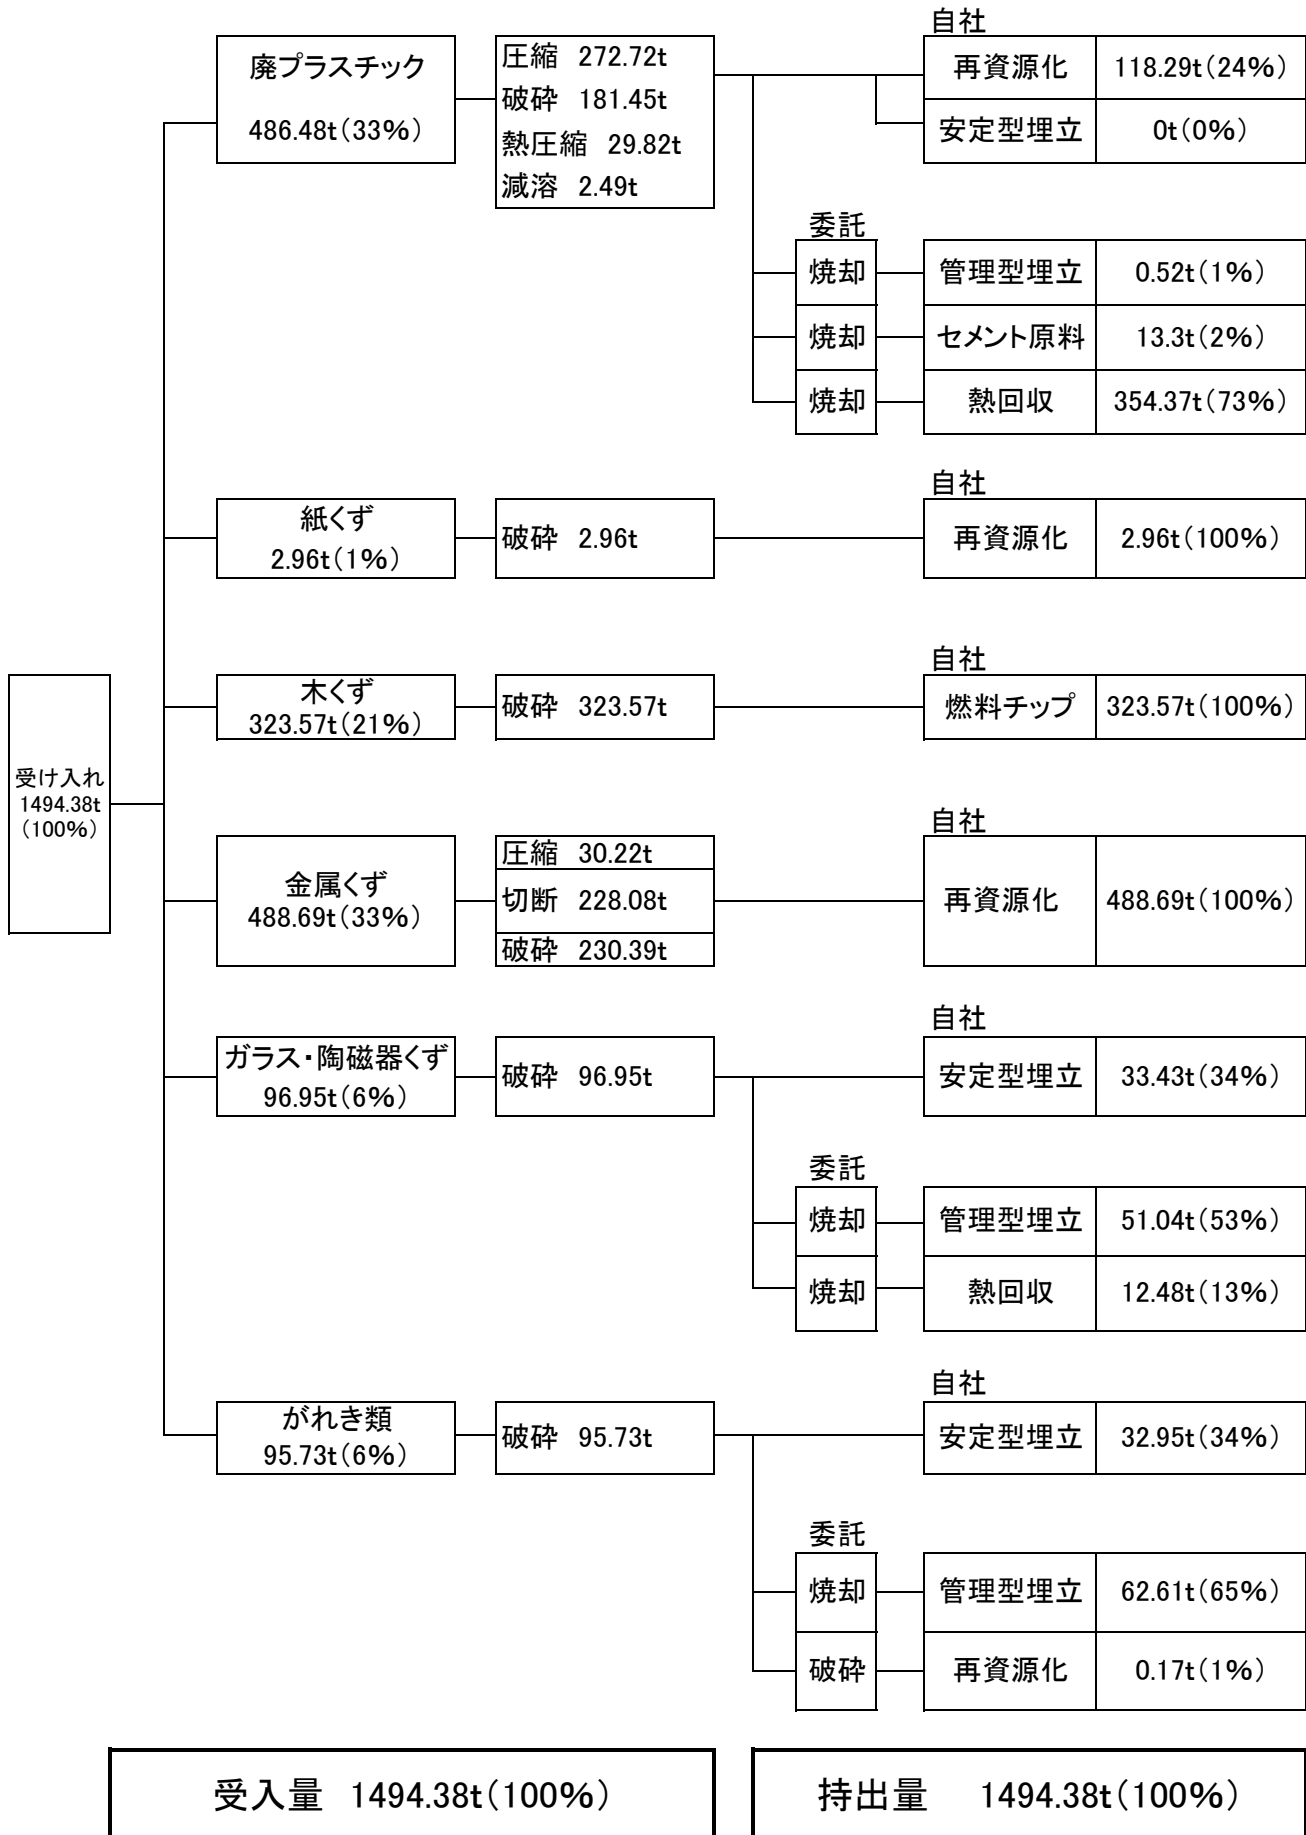 自社
廃プラスチック
486.48t(33%)
圧縮 272.72t
破砕 181.45t
熱圧縮 29.82t
減溶 2.49t
再資源化 118.29t(24%)
安定型埋立 0t(0%)
委託
焼却 管理型埋立 0.52t(1%)
焼却 セメント原料 13.3t(2%)
焼却 熱回収 354.37t(73%)
自社
紙くず
2.96t(1%)
破砕 2.96t
再資源化 2.96t(100%)
自社
木くず
323.57t(21%)
破砕 323.57t
燃料チップ 323.57t(100%)
受け入れ
1494.38t
(100%)
自社
金属くず
488.69t(33%)
圧縮 30.22t
切断 228.08t
破砕 230.39t
再資源化 488.69t(100%)
自社
ガラス・陶磁器くず
96.95t(6%)
破砕 96.95t
安定型埋立 33.43t(34%)
委託
焼却 管理型埋立 51.04t(53%)
焼却 熱回収 12.48t(13%)
自社
がれき類
95.73t(6%)
破砕 95.73t
安定型埋立 32.95t(34%)
委託
焼却 管理型埋立 62.61t(65%)
破砕 再資源化 0.17t(1%)
受入量 1494.38t(100%)
持出量 1494.38t(100%)